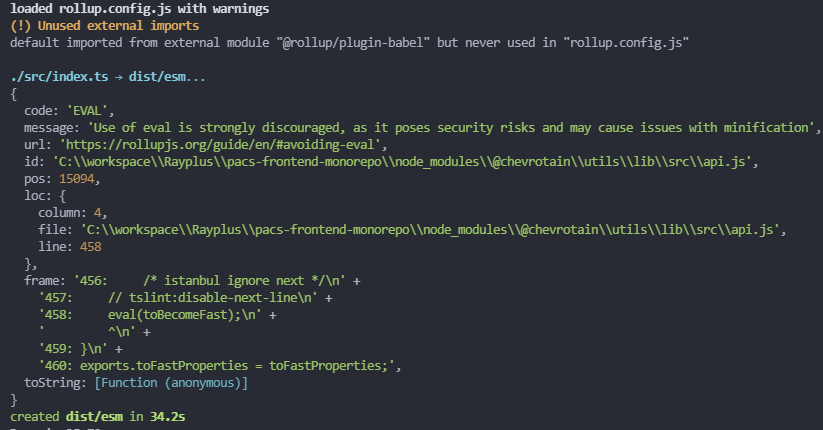 loaded rollup.config.js with warnings
(!) Unused external imports
default imported from external module "@rollup/plugin-babel" but never used in "rollup.config.js"
./src/index.ts → dist/esm...
{
  code: 'EVAL',
  message: 'Use of eval is strongly discouraged, as it poses security risks and may cause issues with minification',
  url: 'https://rollupjs.org/guide/en/#avoiding-eval',
  id: 'C:\\workspace\\Rayplus\\pacs-frontend-monorepo\\node_modules\\@chevrotain\\utils\\lib\\src\\api.js',
  pos: 15094,
  loc: {
    column: 4,
    file: 'C:\\workspace\\Rayplus\\pacs-frontend-monorepo\\node_modules\\@chevrotain\\utils\\lib\\src\\api.js',
    line: 458
  },
  frame: '456:     /* istanbul ignore next */\n' +
    '457:     // tslint:disable-next-line\n' +
    '458:     eval(toBecomeFast);\n' +
    '         ^\n' +
    '459: }\n' +
    '460: exports.toFastProperties = toFastProperties;',
  toString: [Function (anonymous)]
}
created dist/esm in 34.2s